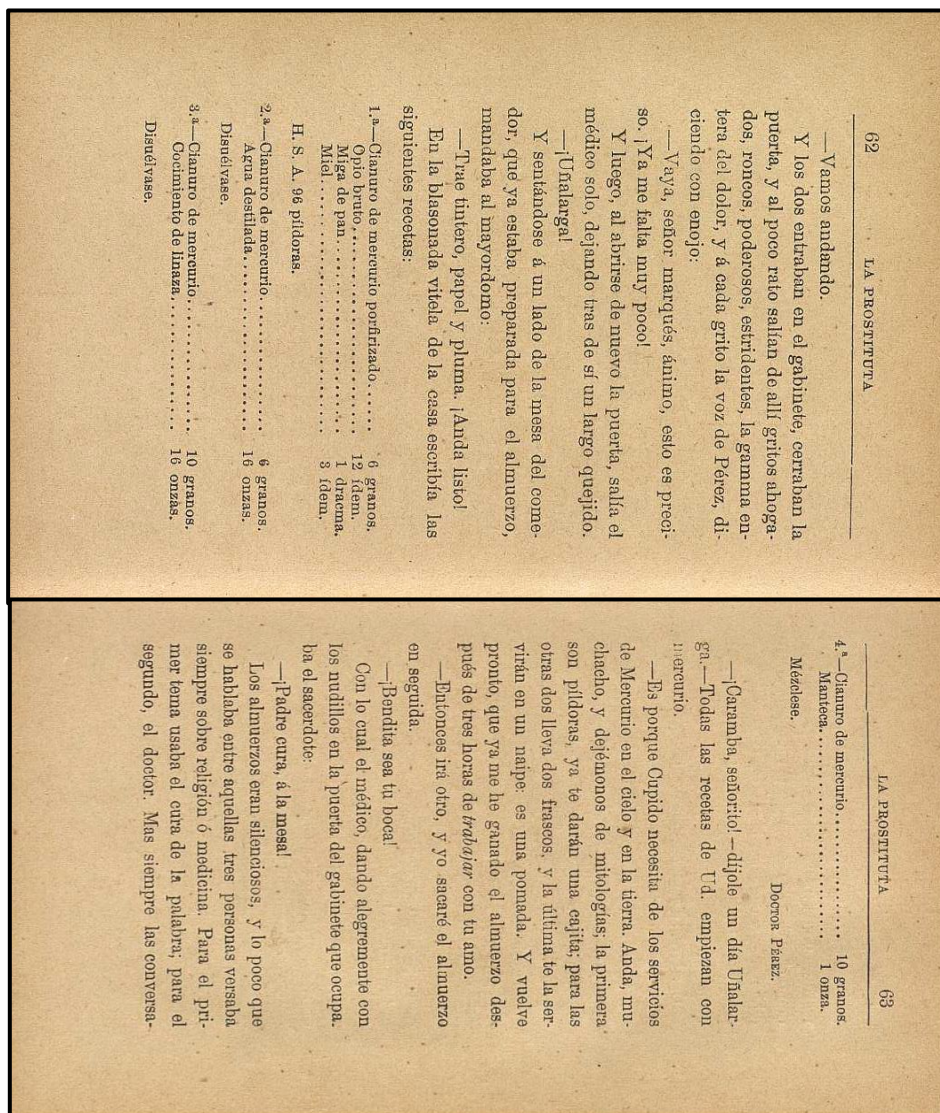 62 LA PROSTITUTA
—Vamos andando.
Y los dos entraban en el gabinete, cerraban la
puerta, y al poco rato salían de allí gritos ahoga-
dos, roncos, poderosos, estridentes, la gamma en-
tera del dolor, y á cada grito la voz de Pérez, di-
ciendo con enojo:
—Vaya, señor marqués, ánimo, esto es preci-
so. ¡Ya me falta muy poco!
Y luego, al abrirse de nuevo la puerta, salía el
médico solo, dejando tras de sí un largo quejido.
—¡Uñalarga!
Y sentándose á un lado de la mesa del come-
dor, que ya estaba preparada para el almuerzo,
mandaba al mayordomo:
—Trae tintero, papel y pluma. ¡Anda listo!
En la blasonada vitela de la casa escribía las
siguientes recetas:
1.ª—Cianuro de mercurio porfirizado...... 6 granos.
Opio bruto.................... 12 ídem.
Miga de pan.................... 1 dracma.
Miel.................... 3 ídem.
H. S. A. 96 píldoras.
2.ª—Cianuro de mercurio.................... 6 granos.
Agua destilada.................... 16 onzas.
Disuélvase.
3.ª—Cianuro de mercurio.................... 10 granos.
Cocimiento de linaza.................... 16 onzas.
Disuélvase.
LA PROSTITUTA 63
4.ª—Cianuro de mercurio.................... 10 granos.
Manteca.................... 1 onza.
Mézclese.
DOCTOR PÉREZ.
—¡Caramba, señorito!—díjole un día Uñalar-
ga.—Todas las recetas de Ud. empiezan con
mercurio.
—Es porque Cupido necesita de los servicios
de Mercurio en el cielo y en la tierra. Anda, mu-
chacho, y dejémonos de mitologías; la primera
son píldoras, ya te darán una cajita; para las
otras dos lleva dos frascos, y la última te la ser-
virán en un naipe: es una pomada. Y vuelve
pronto, que ya me he ganado el almuerzo des-
pués de tres horas de trabajar con tu amo.
—Entonces irá otro, y yo sacaré el almuerzo
en seguida.
—¡Bendita sea tu boca!
Con lo cual el médico, dando alegremente con
los nudillos en la puerta del gabinete que ocupa-
ba el sacerdote:
—¡Padre cura, á la mesa!
Los almuerzos eran silenciosos, y lo poco que
se hablaba entre aquellas tres personas versaba
siempre sobre religión ó medicina. Para el pri-
mer tema usaba el cura de la palabra; para el
segundo, el doctor. Mas siempre las conversa-